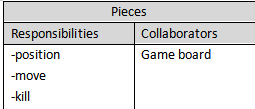 Pieces
Responsibilities Collaborators
-position Game board
-move
-kill